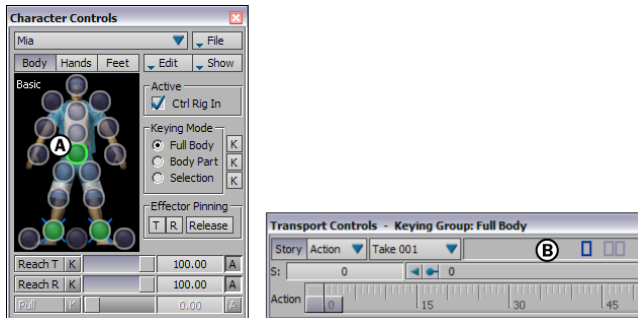 Character Controls
Mia File
Body Hands Feet Edit Show
Basic
Active
Ctrl Rig In
A
Keying Mode
Full Body K
Body Part K
Selection K
Effector Pinning
T R Release
Reach T K 100.00 A
Reach R K 100.00 A
Pull K 0.00 A
Transport Controls - Keying Group: Full Body
Story Action Take 001 B
S: 0 0
Action 0 15 30 45